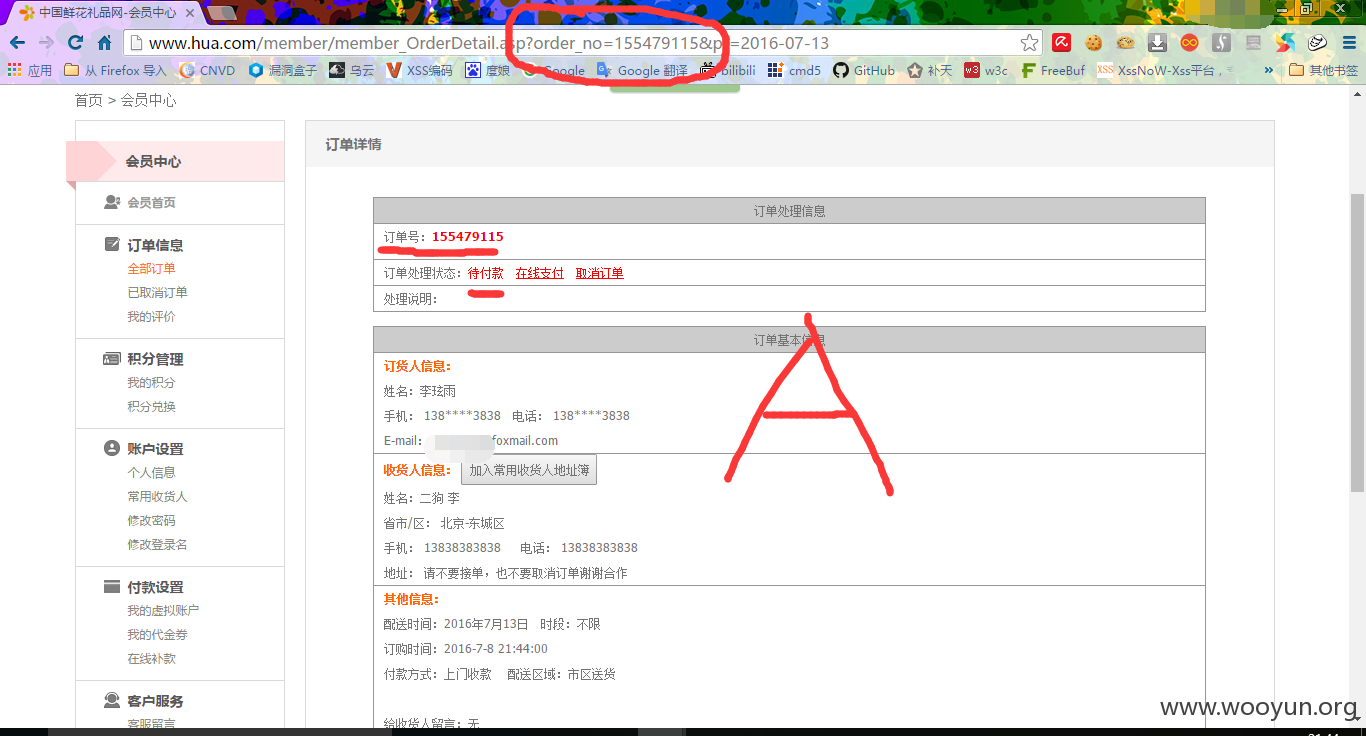 中国鲜花礼品网-会员中心
www.hua.com/member/member_OrderDetail.asp?order_no=155479115&p =2016-07-13
应用 从 Firefox 导入 CNVD 漏洞盒子 乌云 XSS编码 度娘 Google Google 翻译 bilibili cmd5 GitHub 补天 w3c FreeBuf XssNoW-Xss平台， » 其他书签
首页 > 会员中心
会员中心
会员首页
订单信息
全部订单
已取消订单
我的评价
积分管理
我的积分
积分兑换
账户设置
个人信息
常用收货人
修改密码
修改登录名
付款设置
我的虚拟账户
我的代金券
在线补款
客户服务
客服留言
订单详情
订单处理信息
订单号：155479115
订单处理状态：待付款 在线支付 取消订单
处理说明：
订单基本信息
A
订货人信息：
姓名：李玹雨
手机： 138****3838 电话： 138****3838
E-mail: foxmail.com
收货人信息： 加入常用收货人地址簿
姓名：二狗 李
省市/区： 北京-东城区
手机： 13838383838 电话： 13838383838
地址： 请不要接单，也不要取消订单谢谢合作
其他信息：
配送时间：2016年7月13日 时段：不限
订购时间：2016-7-8 21:44:00
付款方式：上门收款 配送区域：市区送货
给收货人留言：无
www.wooyun.org